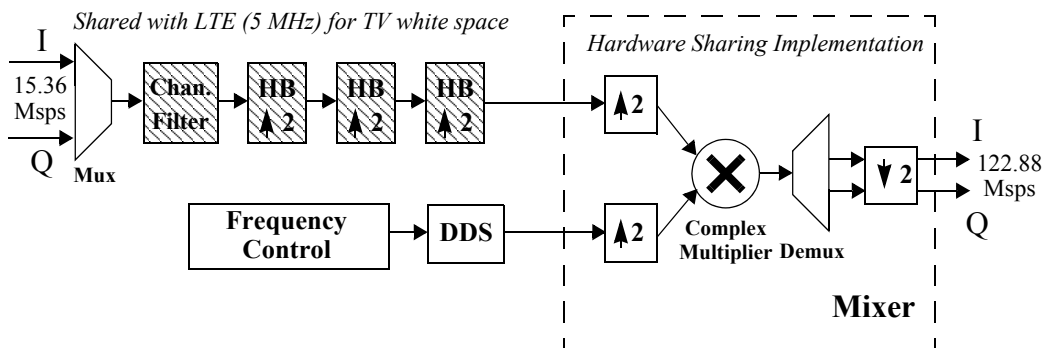 Shared with LTE (5 MHz) for TV white space
Hardware Sharing Implementation
I
15.36
Msps
Q
Mux
Chan.
Filter
HB
2
HB
2
HB
2
2
I
122.88
Msps
Q
2
Frequency
Control
DDS
2
Complex
Multiplier
Demux
Mixer